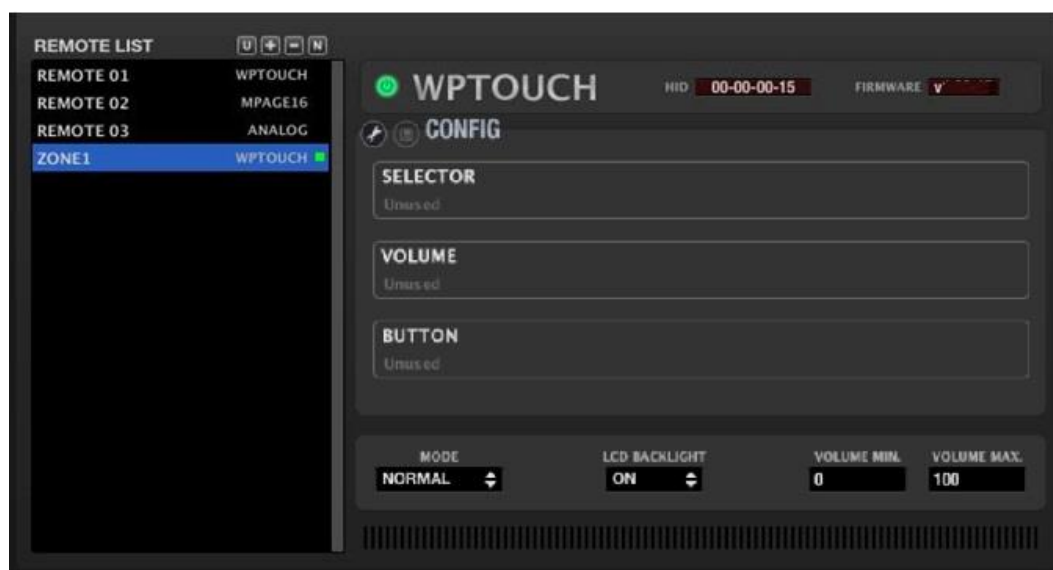 REMOTE LIST U + - N
REMOTE 01 WPTOUCH
REMOTE 02 MPAGE16
REMOTE 03 ANALOG
ZONE1 WPTOUCH
WPTOUCH HID 00-00-00-15 FIRMWARE v
CONFIG
SELECTOR
Unused
VOLUME
Unused
BUTTON
Unused
MODE LCD BACKLIGHT VOLUME MIN. VOLUME MAX.
NORMAL ON 0 100